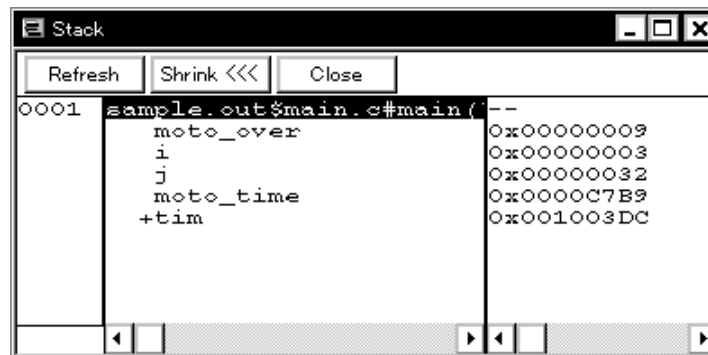 Stack
Refresh Shrink <<< Close
0001 sample.out$main.c#main( --
moto_over 0x00000009
i 0x00000003
j 0x00000032
moto_time 0x0000C7B9
+tim 0x001003DC